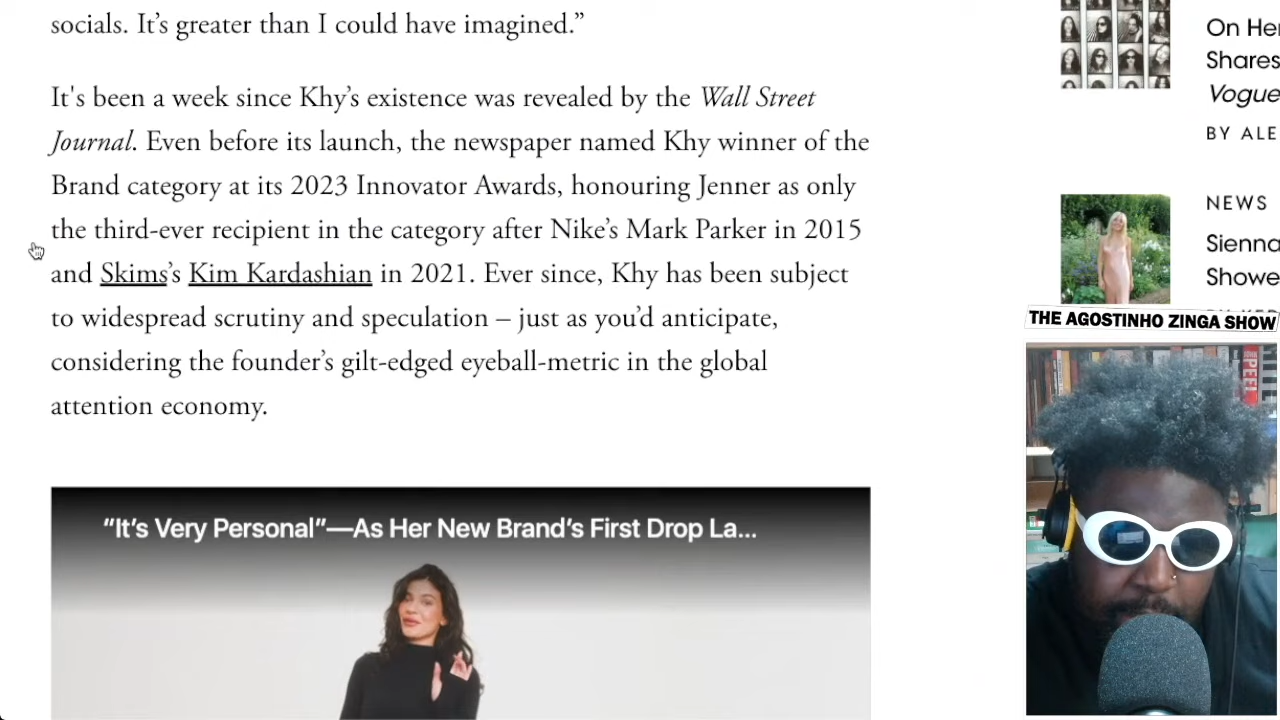 socials. It’s greater than I could have imagined.”
It's been a week since Khy’s existence was revealed by the Wall Street
Journal. Even before its launch, the newspaper named Khy winner of the
Brand category at its 2023 Innovator Awards, honouring Jenner as only
the third-ever recipient in the category after Nike’s Mark Parker in 2015
and Skims’s Kim Kardashian in 2021. Ever since, Khy has been subject
to widespread scrutiny and speculation – just as you’d anticipate,
considering the founder’s gilt-edged eyeball-metric in the global
attention economy.
“It’s Very Personal”—As Her New Brand’s First Drop La...
On Her
Shares
Vogue
BY ALE
NEWS
Sienna
Showe
THE AGOSTINHO ZINGA SHOW